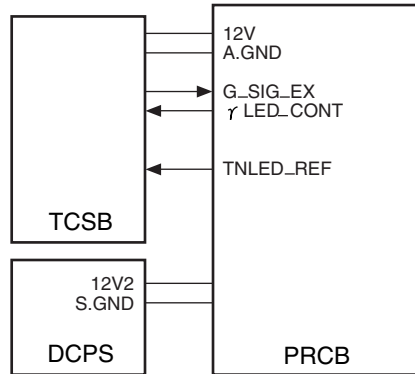 12V
A.GND
G_SIG_EX
γ LED_CONT
TNLED_REF
TCSB
12V2
S.GND
DCPS
PRCB